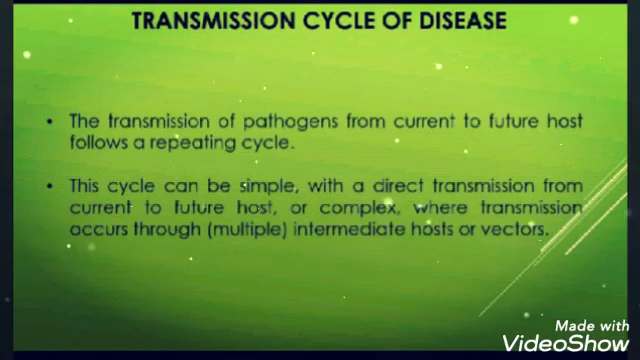 TRANSMISSION CYCLE OF DISEASE
• The transmission of pathogens from current to future host
follows a repeating cycle.
• This cycle can be simple, with a direct transmission from
current to future host, or complex, where transmission
occurs through (multiple) intermediate hosts or vectors.
Made with
VideoShow